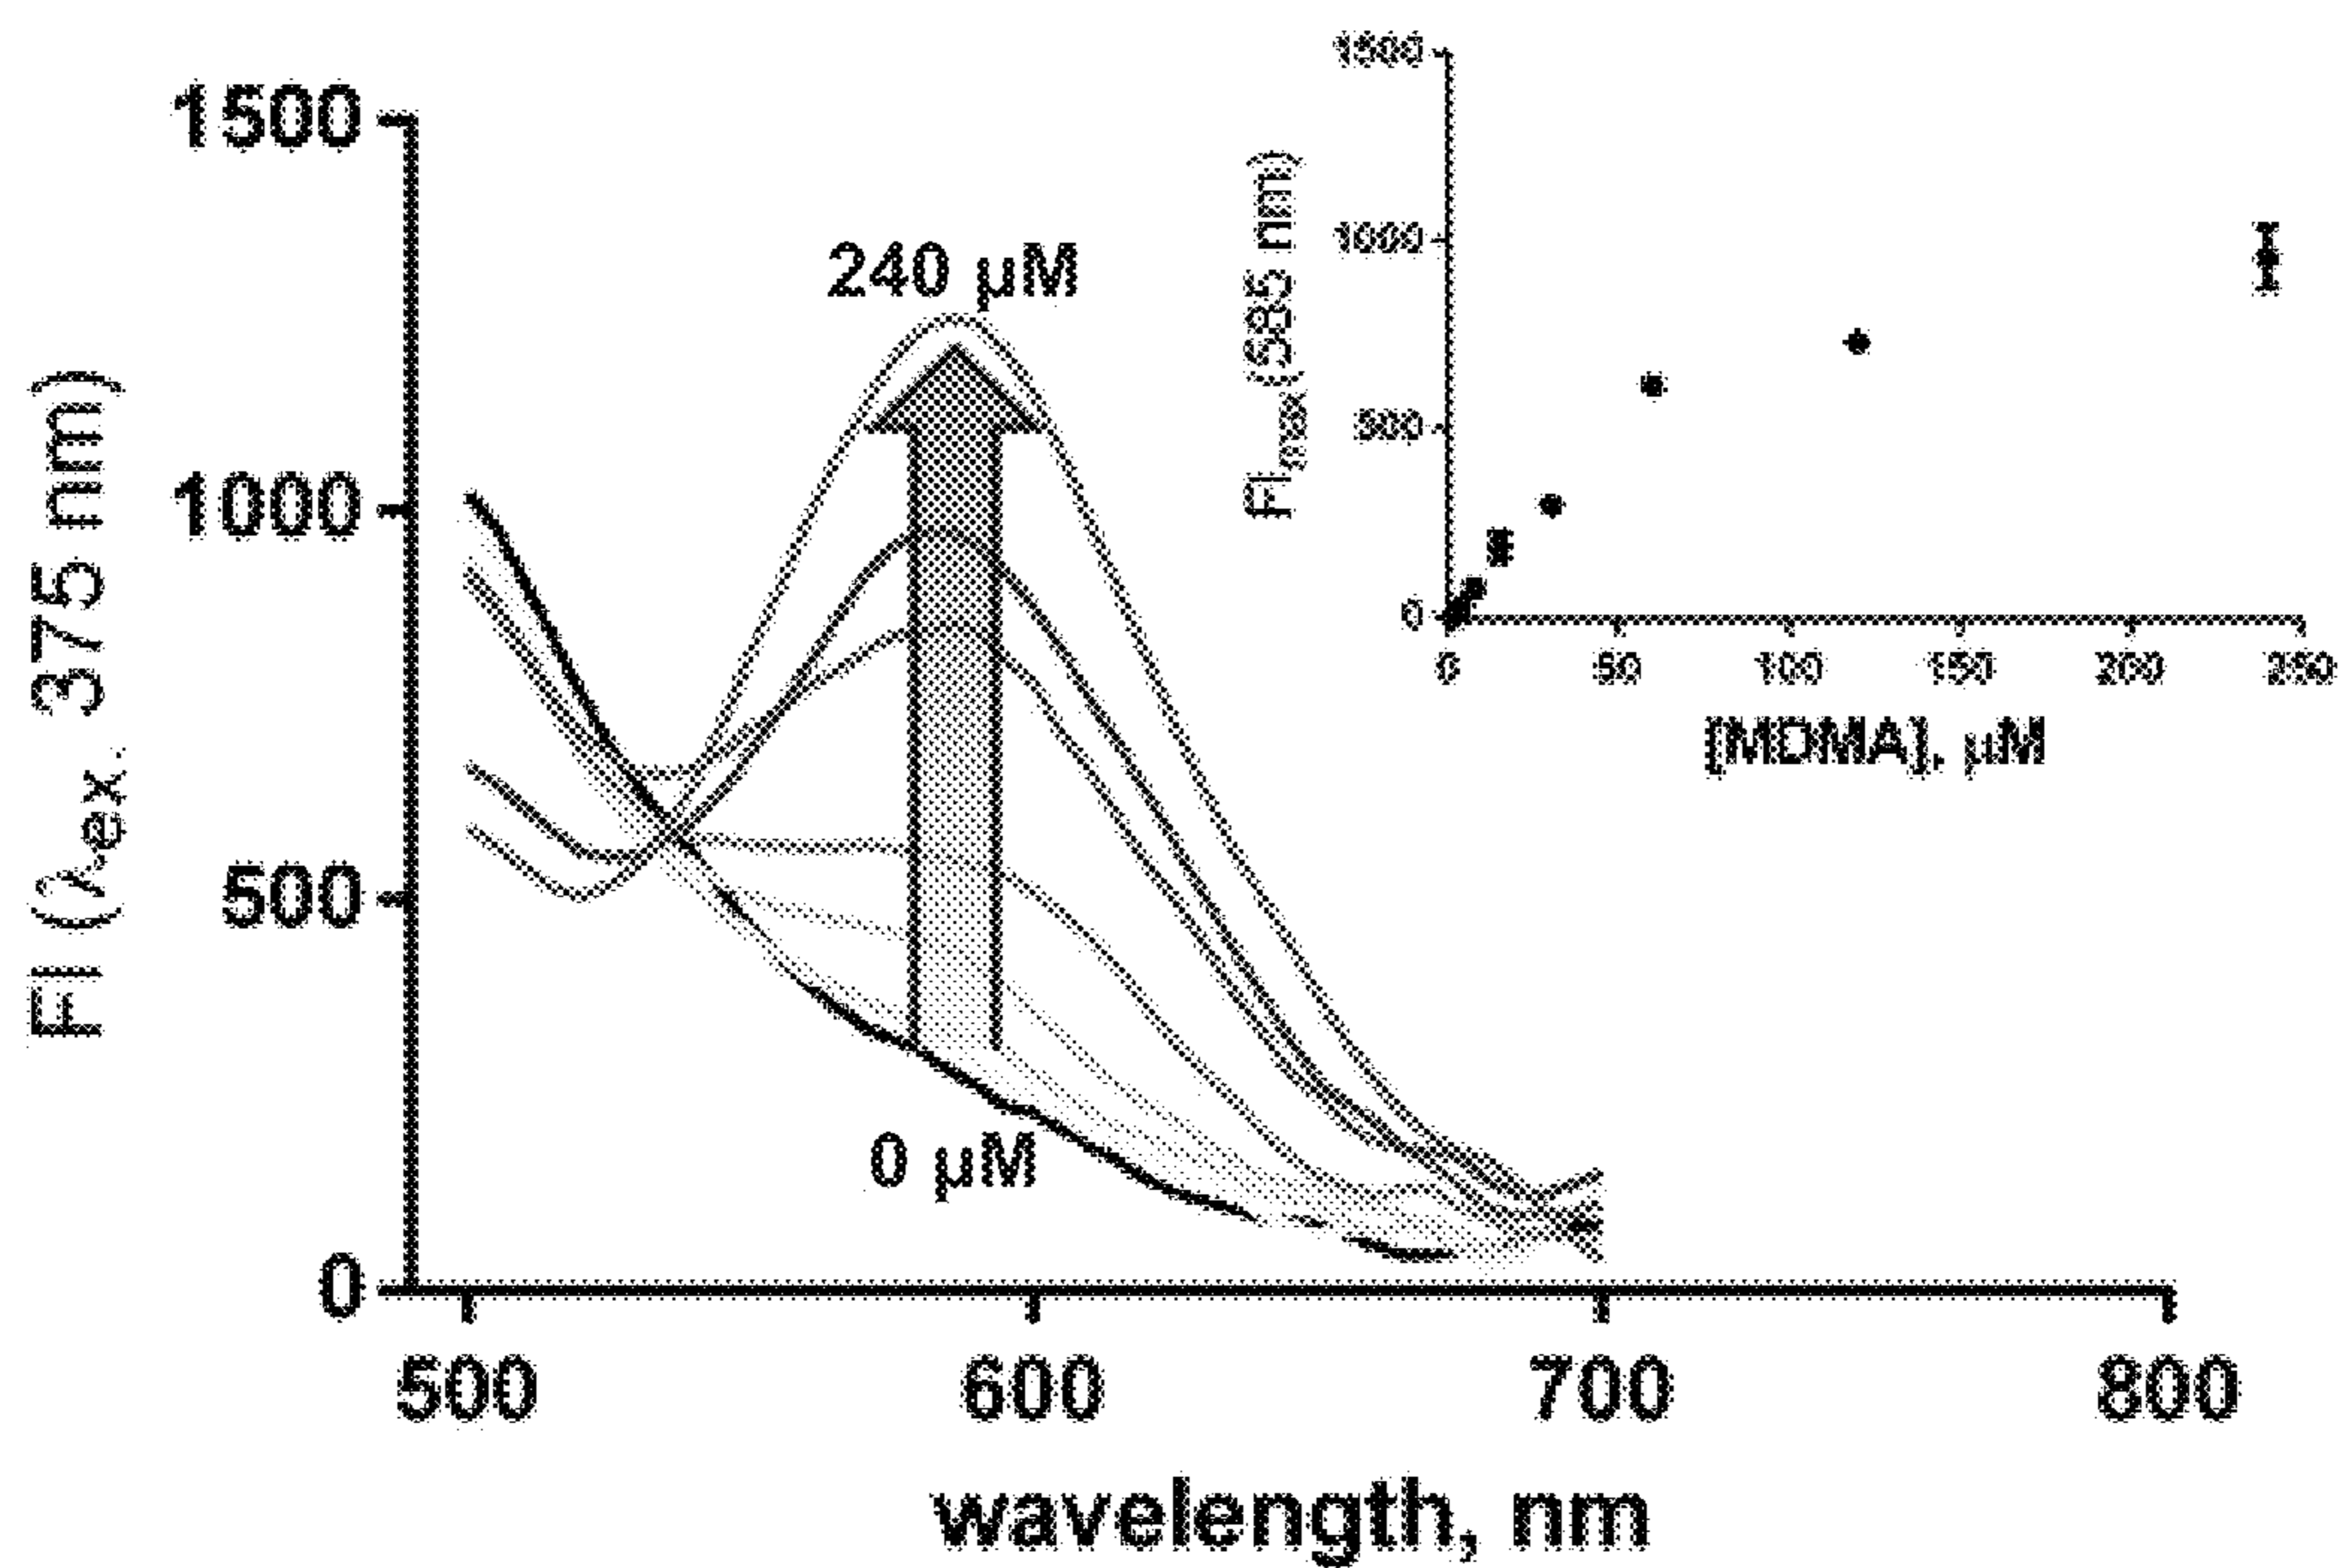 FI (λex. 375 nm)
1500
1000
500
0
240 μM
0 μM
500 600 700 800
wavelength, nm
FImax(585 nm)
1500
1000
500
0
0 50 100 150 200 250
[MDMA], μM